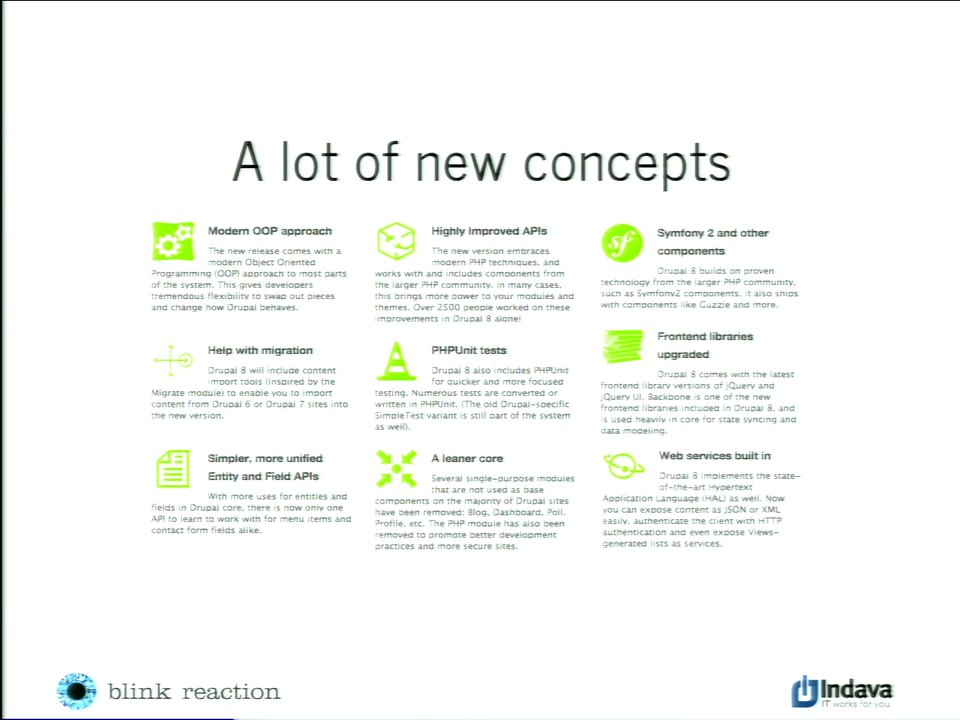 A lot of new concepts
Modern OOP approach
The new release comes with a
modern Object Oriented
Programming (OOP) approach to most parts
of the system. This gives developers
tremendous flexibility to swap out pieces
and change how Drupal behaves.
Highly Improved APIs
The new version embraces
modern PHP techniques, and
works with and includes components from
the larger PHP community. In many cases,
this brings more power to your modules and
themes. Over 2500 people worked on these
improvements in Drupal 8 alone!
Symfony 2 and other
components
Drupal 8 builds on proven
technology from the larger PHP community,
such as Symfony2 components. It also ships
with components like Guzzle and more.
Help with migration
Drupal 8 will include content
import tools (inspired by the
Migrate module) to enable you to import
content from Drupal 6 or Drupal 7 sites into
the new version.
PHPUnit tests
Drupal 8 also includes PHPUnit
for quicker and more focused
testing. Numerous tests are converted or
written in PHPUnit. (The old Drupal-specific
SimpleTest variant is still part of the system
as well).
Frontend libraries
upgraded
Drupal 8 comes with the latest
frontend library versions of jQuery and
jQuery UI. Backbone is one of the new
frontend libraries included in Drupal 8, and
is used heavily in core for state syncing and
data modeling.
Simpler, more unified
Entity and Field APIs
With more uses for entities and
fields in Drupal core, there is now only one
API to learn to work with for menu items and
contact form fields alike.
A leaner core
Several single-purpose modules
that are not used as base
components on the majority of Drupal sites
have been removed: Blog, Dashboard, Poll,
Profile, etc. The PHP module has also been
removed to promote better development
practices and more secure sites.
Web services built in
Drupal 8 implements the state-
of-the-art Hypertext
Application Language (HAL) as well. Now
you can expose content as JSON or XML
easily, authenticate the client with HTTP
authentication and even expose Views-
generated lists as services.
sf
blink reaction
Indava
IT works for you